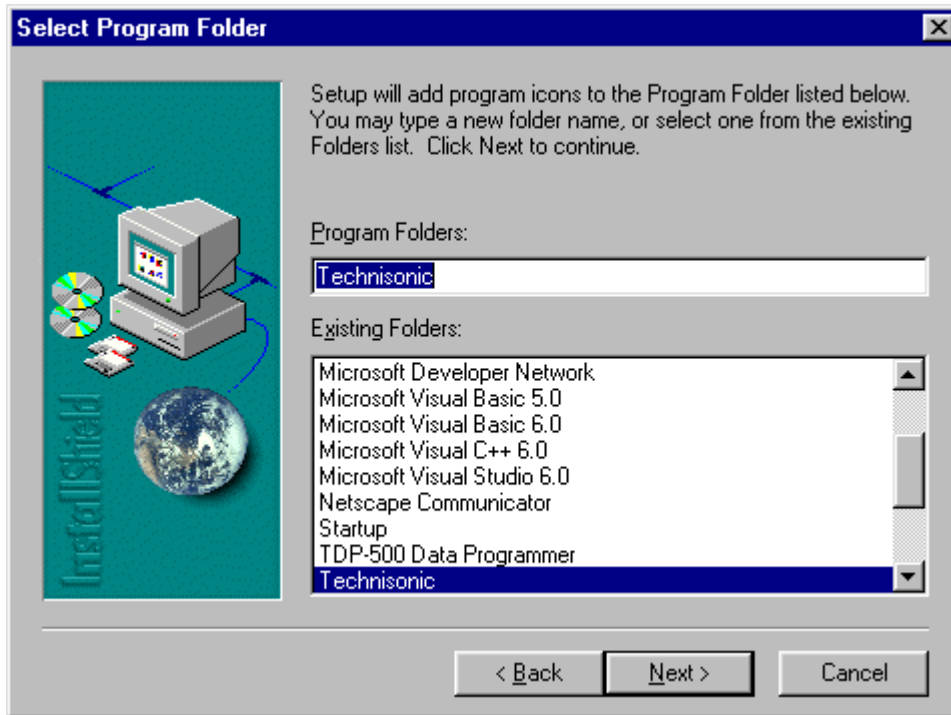 Select Program Folder
Setup will add program icons to the Program Folder listed below.
You may type a new folder name, or select one from the existing
Folders list.  Click Next to continue.
Program Folders:
Technisonic
Existing Folders:
Microsoft Developer Network
Microsoft Visual Basic 5.0
Microsoft Visual Basic 6.0
Microsoft Visual C++ 6.0
Microsoft Visual Studio 6.0
Netscape Communicator
Startup
TDP-500 Data Programmer
Technisonic
InstallShield
< Back
Next >
Cancel